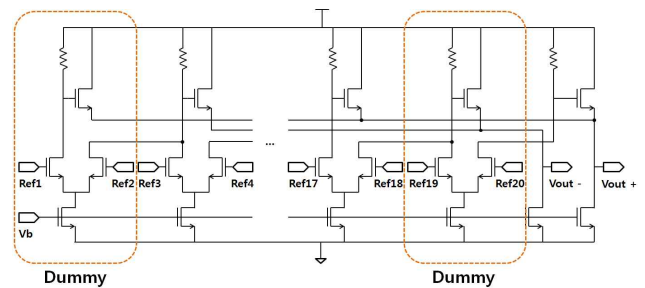 ...
Ref1
Ref2
Ref3
Ref4
Ref17
Ref18
Ref19
Ref20
Vout -
Vout +
Vb
Dummy
Dummy